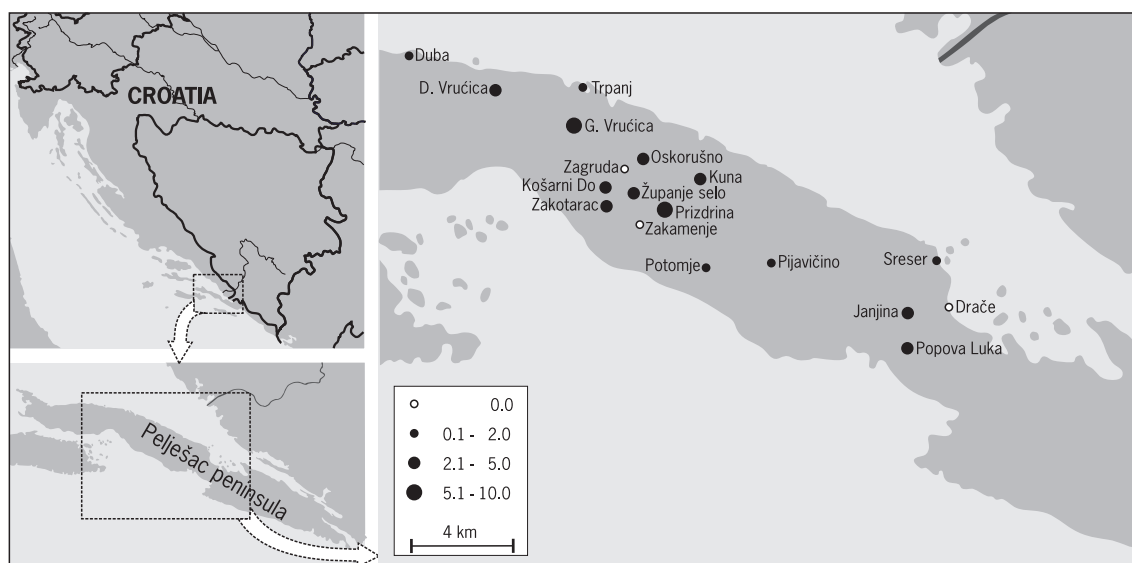 CROATIA
Pelješac peninsula
Duba
D. Vrućica
Trpanj
G. Vrućica
Oskorušno
Zagruda
Kuna
Košarni Do
Županje selo
Zakotarac
Prizdrina
Zakamenje
Potomje
Pijavičino
Sreser
Janjina
Drače
Popova Luka
0.0
0.1 - 2.0
2.1 - 5.0
5.1 - 10.0
4 km